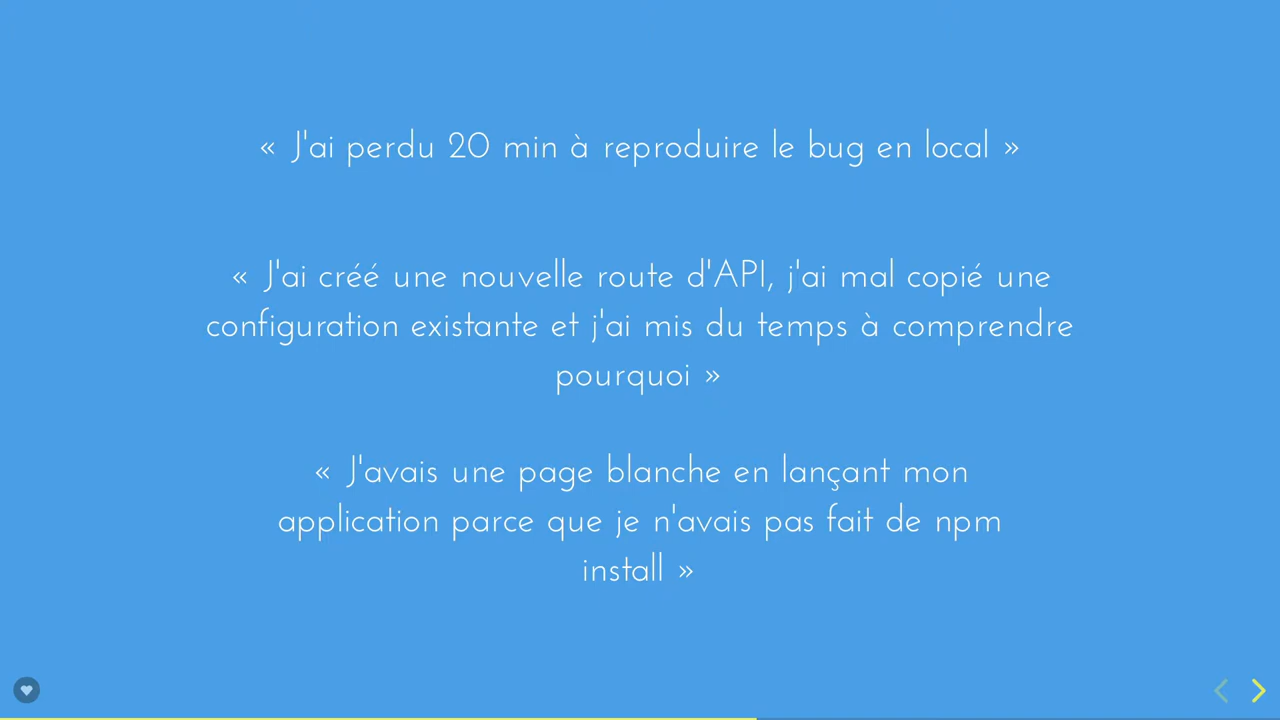 « J'ai perdu 20 min à reproduire le bug en local »
« J'ai créé une nouvelle route d'API, j'ai mal copié une
configuration existante et j'ai mis du temps à comprendre
pourquoi »
« J'avais une page blanche en lançant mon
application parce que je n'avais pas fait de npm
install »